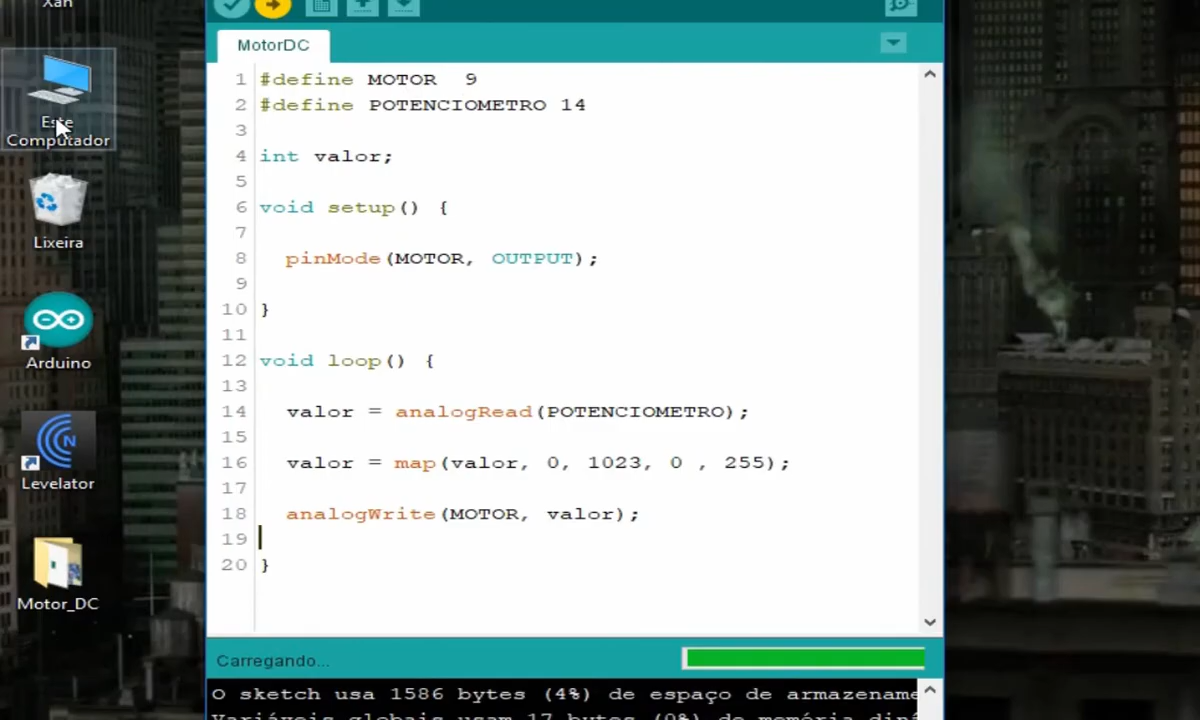 Xan
Este
Computador
Lixeira
Arduino
Levelator
Motor_DC
MotorDC
1 #define MOTOR  9
2 #define POTENCIOMETRO 14
3
4 int valor;
5
6 void setup() {
7
8   pinMode(MOTOR, OUTPUT);
9
10 }
11
12 void loop() {
13
14   valor = analogRead(POTENCIOMETRO);
15
16   valor = map(valor, 0, 1023, 0 , 255);
17
18   analogWrite(MOTOR, valor);
19
20 }
Carregando...
O sketch usa 1586 bytes (4%) de espaço de armazename
Variáveis globais usam 17 bytes (0%) de memória